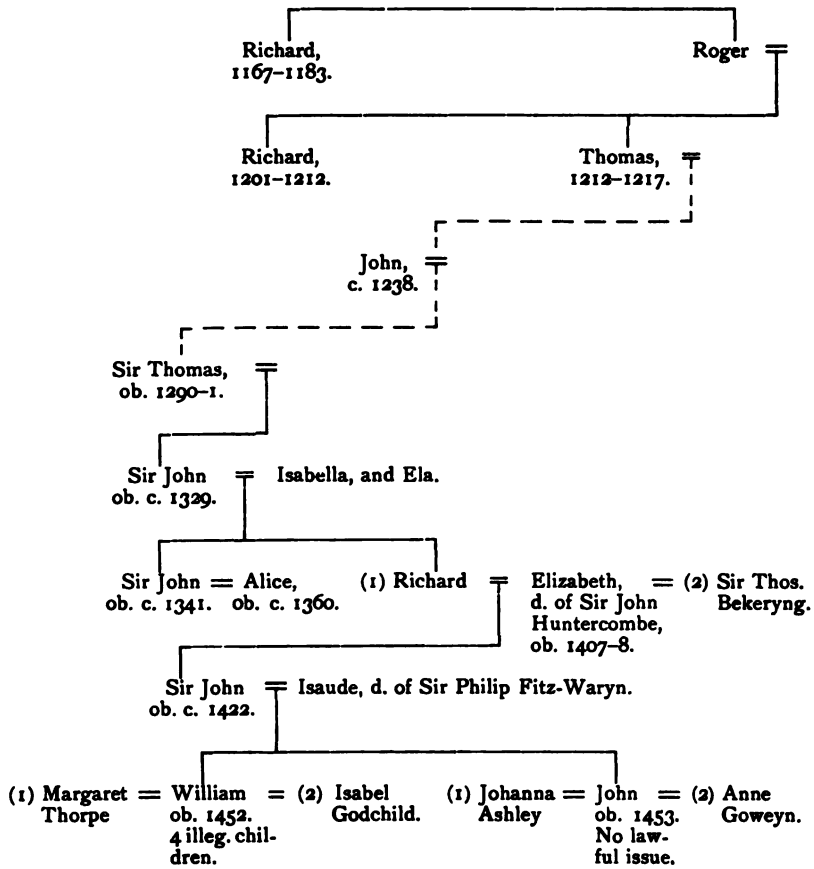 Richard,
1167–1183.
Roger =
Richard,
1201–1212.
Thomas, =
1212–1217.
John, =
c. 1238.
Sir Thomas, =
ob. 1290–1.
Sir John = Isabella, and Ela.
ob. c. 1329.
Sir John = Alice,
ob. c. 1341. ob. c. 1360.
(1) Richard = Elizabeth, = (2) Sir Thos.
d. of Sir John Bekeryng.
Huntercombe,
ob. 1407–8.
Sir John = Isaude, d. of Sir Philip Fitz-Waryn.
ob. c. 1422.
(1) Margaret = William = (2) Isabel
Thorpe ob. 1452. Godchild.
4 illeg. chil-
dren.
(1) Johanna = John = (2) Anne
Ashley ob. 1453. Goweyn.
No law-
ful issue.